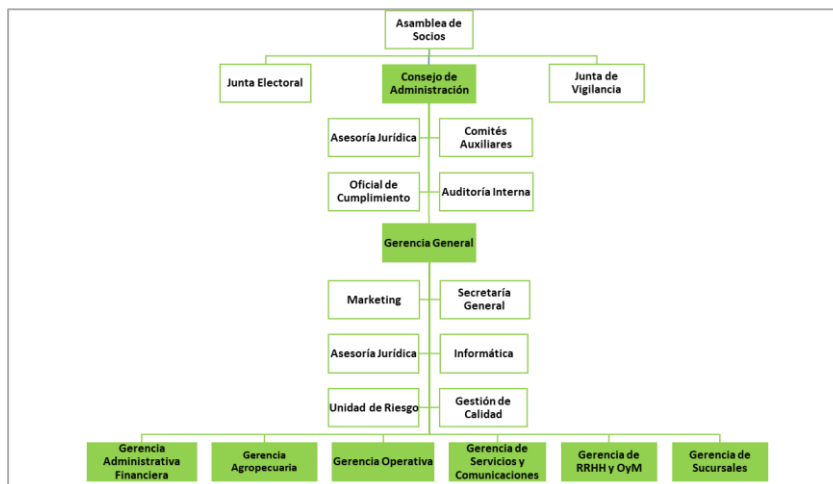 Asamblea de
Socios
Junta Electoral
Consejo de
Administración
Junta de
Vigilancia
Asesoría Jurídica
Comités
Auxiliares
Oficial de
Cumplimiento
Auditoría Interna
Gerencia General
Marketing
Secretaría
General
Asesoría Jurídica
Informática
Unidad de Riesgo
Gestión de
Calidad
Gerencia
Administrativa
Financiera
Gerencia
Agropecuaria
Gerencia Operativa
Gerencia de
Servicios y
Comunicaciones
Gerencia de
RRHH y OyM
Gerencia de
Sucursales